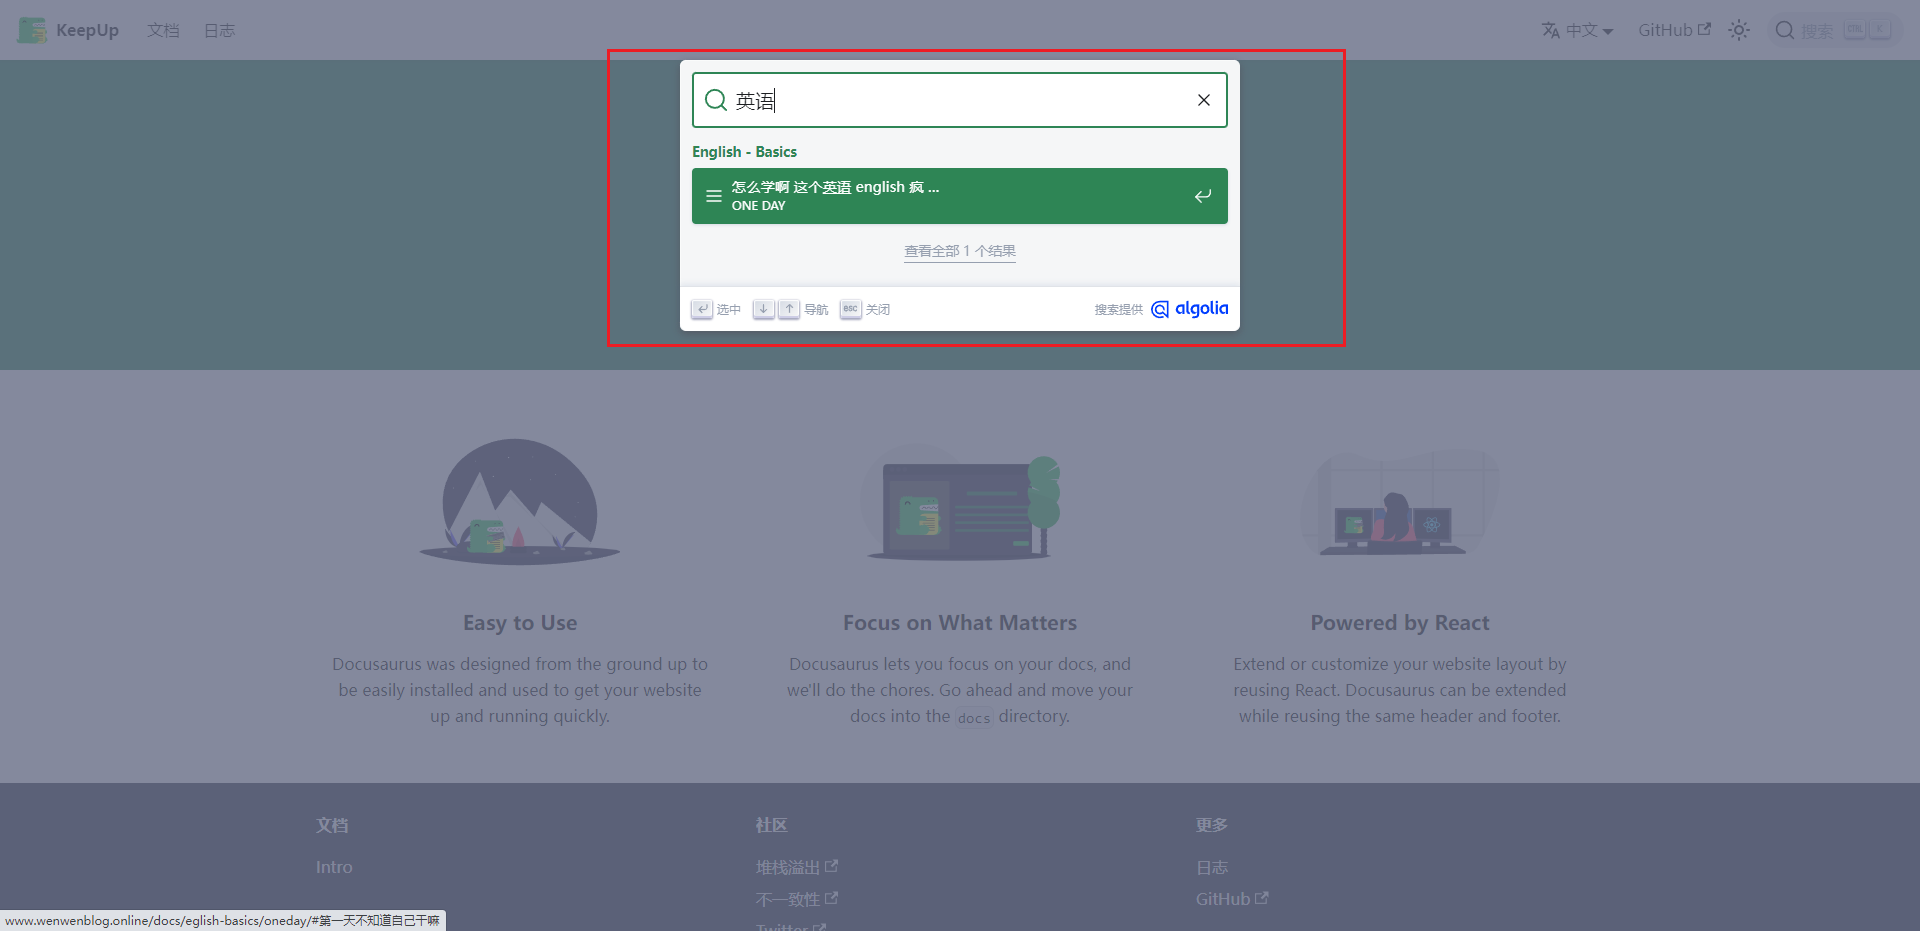 KeepUp 文档 日志 中文 GitHub 搜索 CTRL K
英语
English - Basics
怎么学啊 这个英语 english 疯 ...
ONE DAY
查看全部 1 个结果
选中 导航 esc 关闭 搜索提供 algolia
Easy to Use
Docusaurus was designed from the ground up to
be easily installed and used to get your website
up and running quickly.
Focus on What Matters
Docusaurus lets you focus on your docs, and
we'll do the chores. Go ahead and move your
docs into the docs directory.
Powered by React
Extend or customize your website layout by
reusing React. Docusaurus can be extended
while reusing the same header and footer.
文档
Intro
社区
堆栈溢出
不一致性
Twitter
更多
日志
GitHub
www.wenwenblog.online/docs/eglish-basics/oneday/#第一天不知道自己干嘛